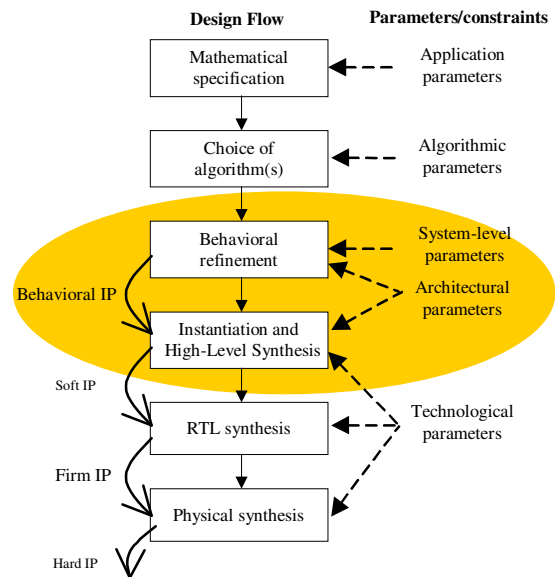 Design Flow
Parameters/constraints
Mathematical
specification
Application
parameters
Choice of
algorithm(s)
Algorithmic
parameters
Behavioral
refinement
System-level
parameters
Behavioral IP
Architectural
parameters
Instantiation and
High-Level Synthesis
Soft IP
RTL synthesis
Technological
parameters
Firm IP
Physical synthesis
Hard IP